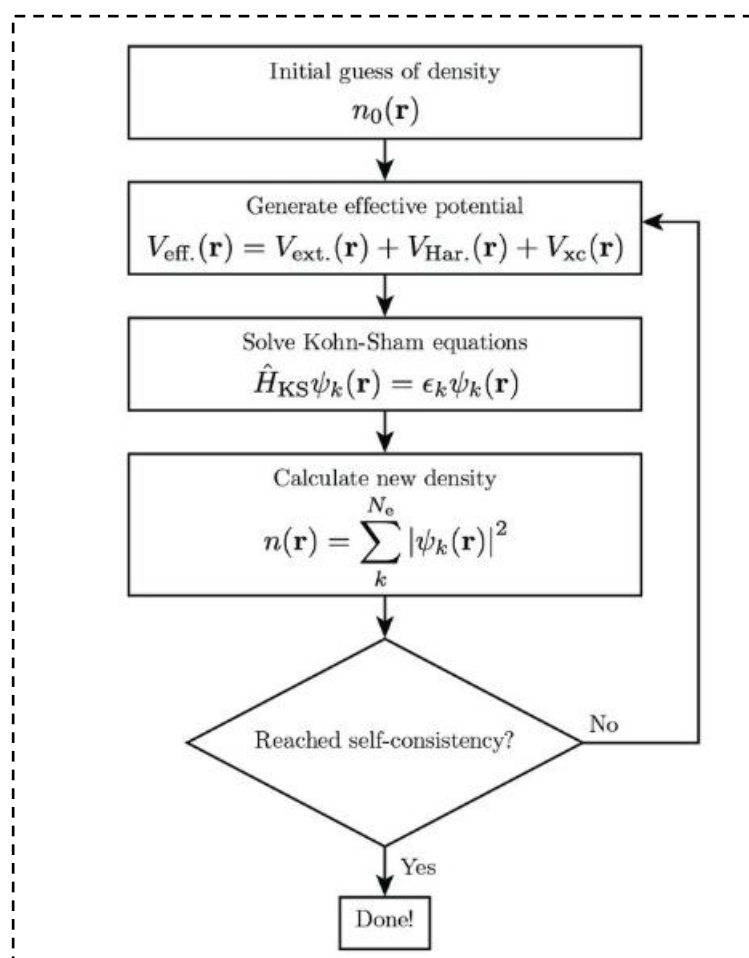 Initial guess of density
n₀(𝐫)
Generate effective potential
V_eff.(𝐫) = V_ext.(𝐫) + V_Har.(𝐫) + V_xc(𝐫)
Solve Kohn-Sham equations
Ĥ_KS ψ_k(𝐫) = ϵ_k ψ_k(𝐫)
Calculate new density
n(𝐫) = ∑_k^{N_e} |ψ_k(𝐫)|²
Reached self-consistency?
No
Yes
Done!